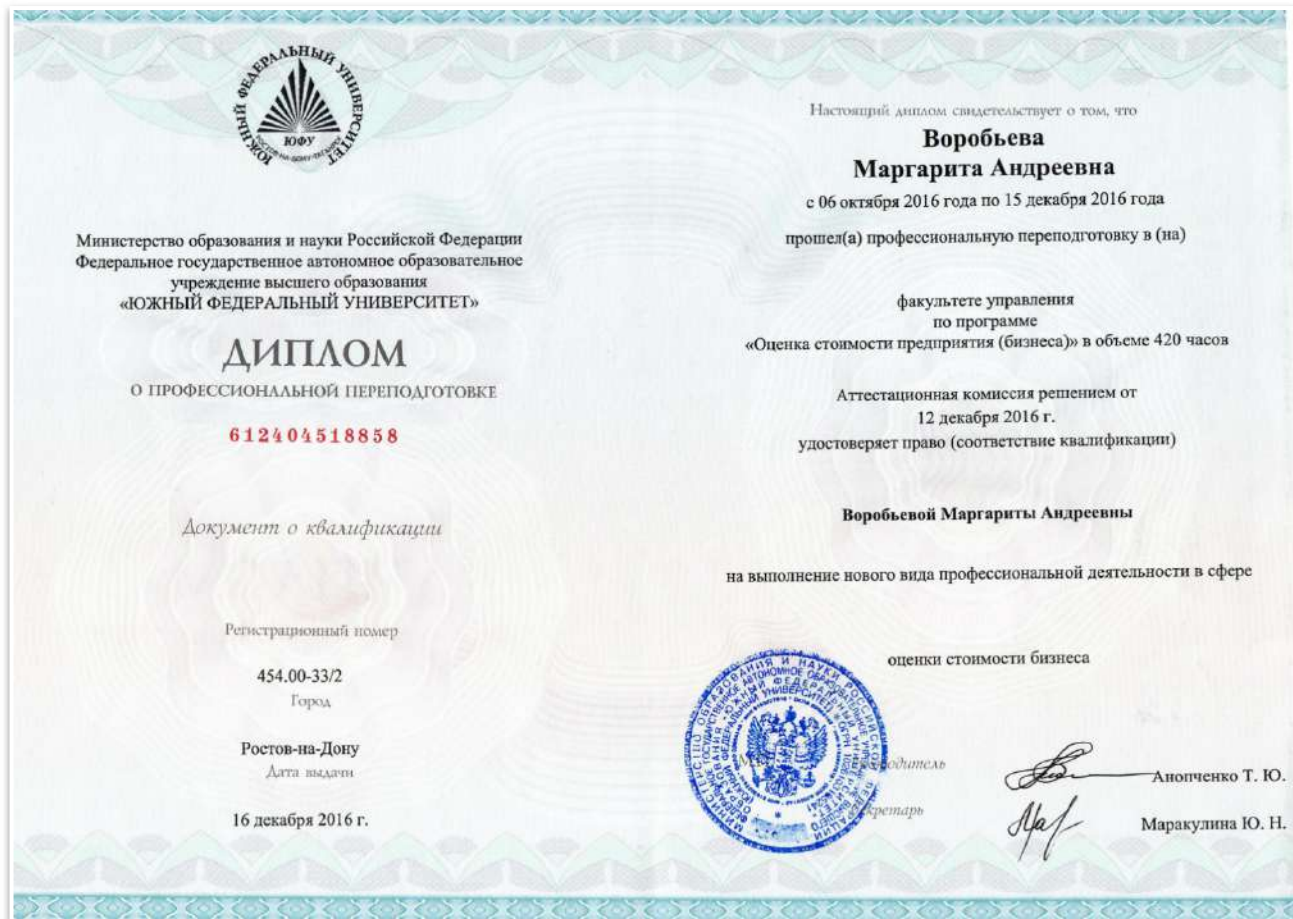 ЮЖНЫЙ ФЕДЕРАЛЬНЫЙ УНИВЕРСИТЕТ
ЮФУ
Министерство образования и науки Российской Федерации
Федеральное государственное автономное образовательное
учреждение высшего образования
«ЮЖНЫЙ ФЕДЕРАЛЬНЫЙ УНИВЕРСИТЕТ»
ДИПЛОМ
О ПРОФЕССИОНАЛЬНОЙ ПЕРЕПОДГОТОВКЕ
612404518858
Документ о квалификации
Регистрационный номер
454.00-33/2
Город
Ростов-на-Дону
Дата выдачи
16 декабря 2016 г.
Настоящий диплом свидетельствует о том, что
Воробьева
Маргарита Андреевна
с 06 октября 2016 года по 15 декабря 2016 года
прошел(а) профессиональную переподготовку в (на)
факультете управления
по программе
«Оценка стоимости предприятия (бизнеса)» в объеме 420 часов
Аттестационная комиссия решением от
12 декабря 2016 г.
удостоверяет право (соответствие квалификации)
Воробьевой Маргариты Андреевны
на выполнение нового вида профессиональной деятельности в сфере
оценки стоимости бизнеса
Анопченко Т. Ю.
Маракулина Ю. Н.